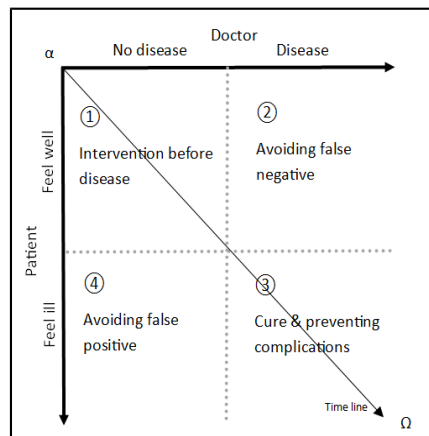 Doctor
No disease
Disease
α
①
②
Intervention before
disease
Avoiding false
negative
Feel well
Patient
Feel ill
④
③
Avoiding false
positive
Cure & preventing
complications
Time line
Ω